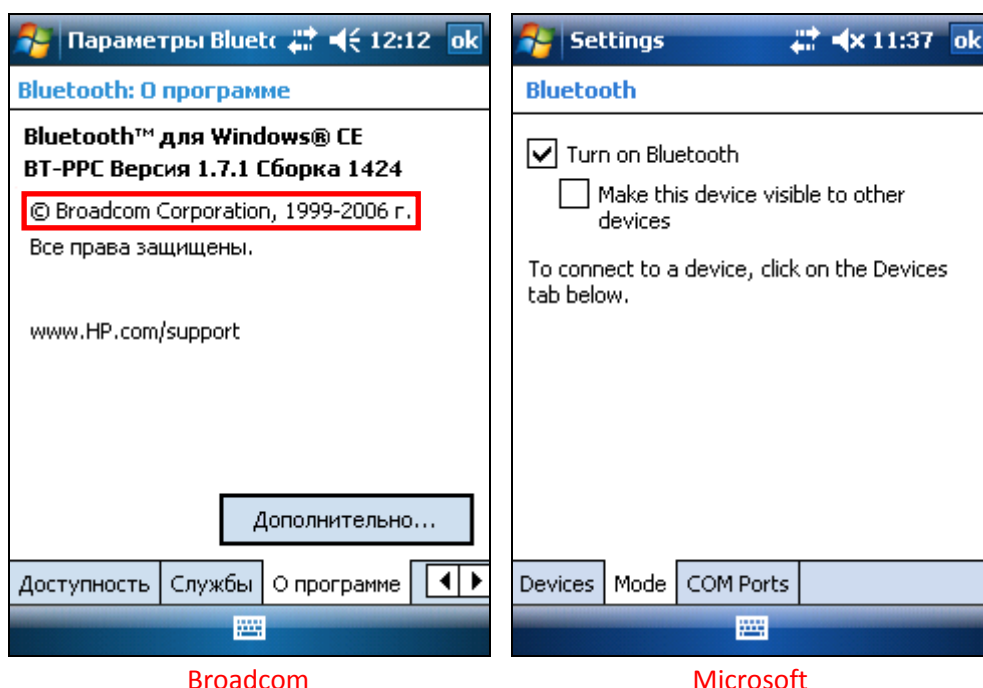 Параметры Bluet 12:12 ok
Bluetooth: О программе
Bluetooth™ для Windows® CE
BT-PPC Версия 1.7.1 Сборка 1424
© Broadcom Corporation, 1999-2006 г.
Все права защищены.
www.HP.com/support
Дополнительно...
Доступность Службы О программе
Broadcom
Settings 11:37 ok
Bluetooth
Turn on Bluetooth
Make this device visible to other
devices
To connect to a device, click on the Devices
tab below.
Devices Mode COM Ports
Microsoft